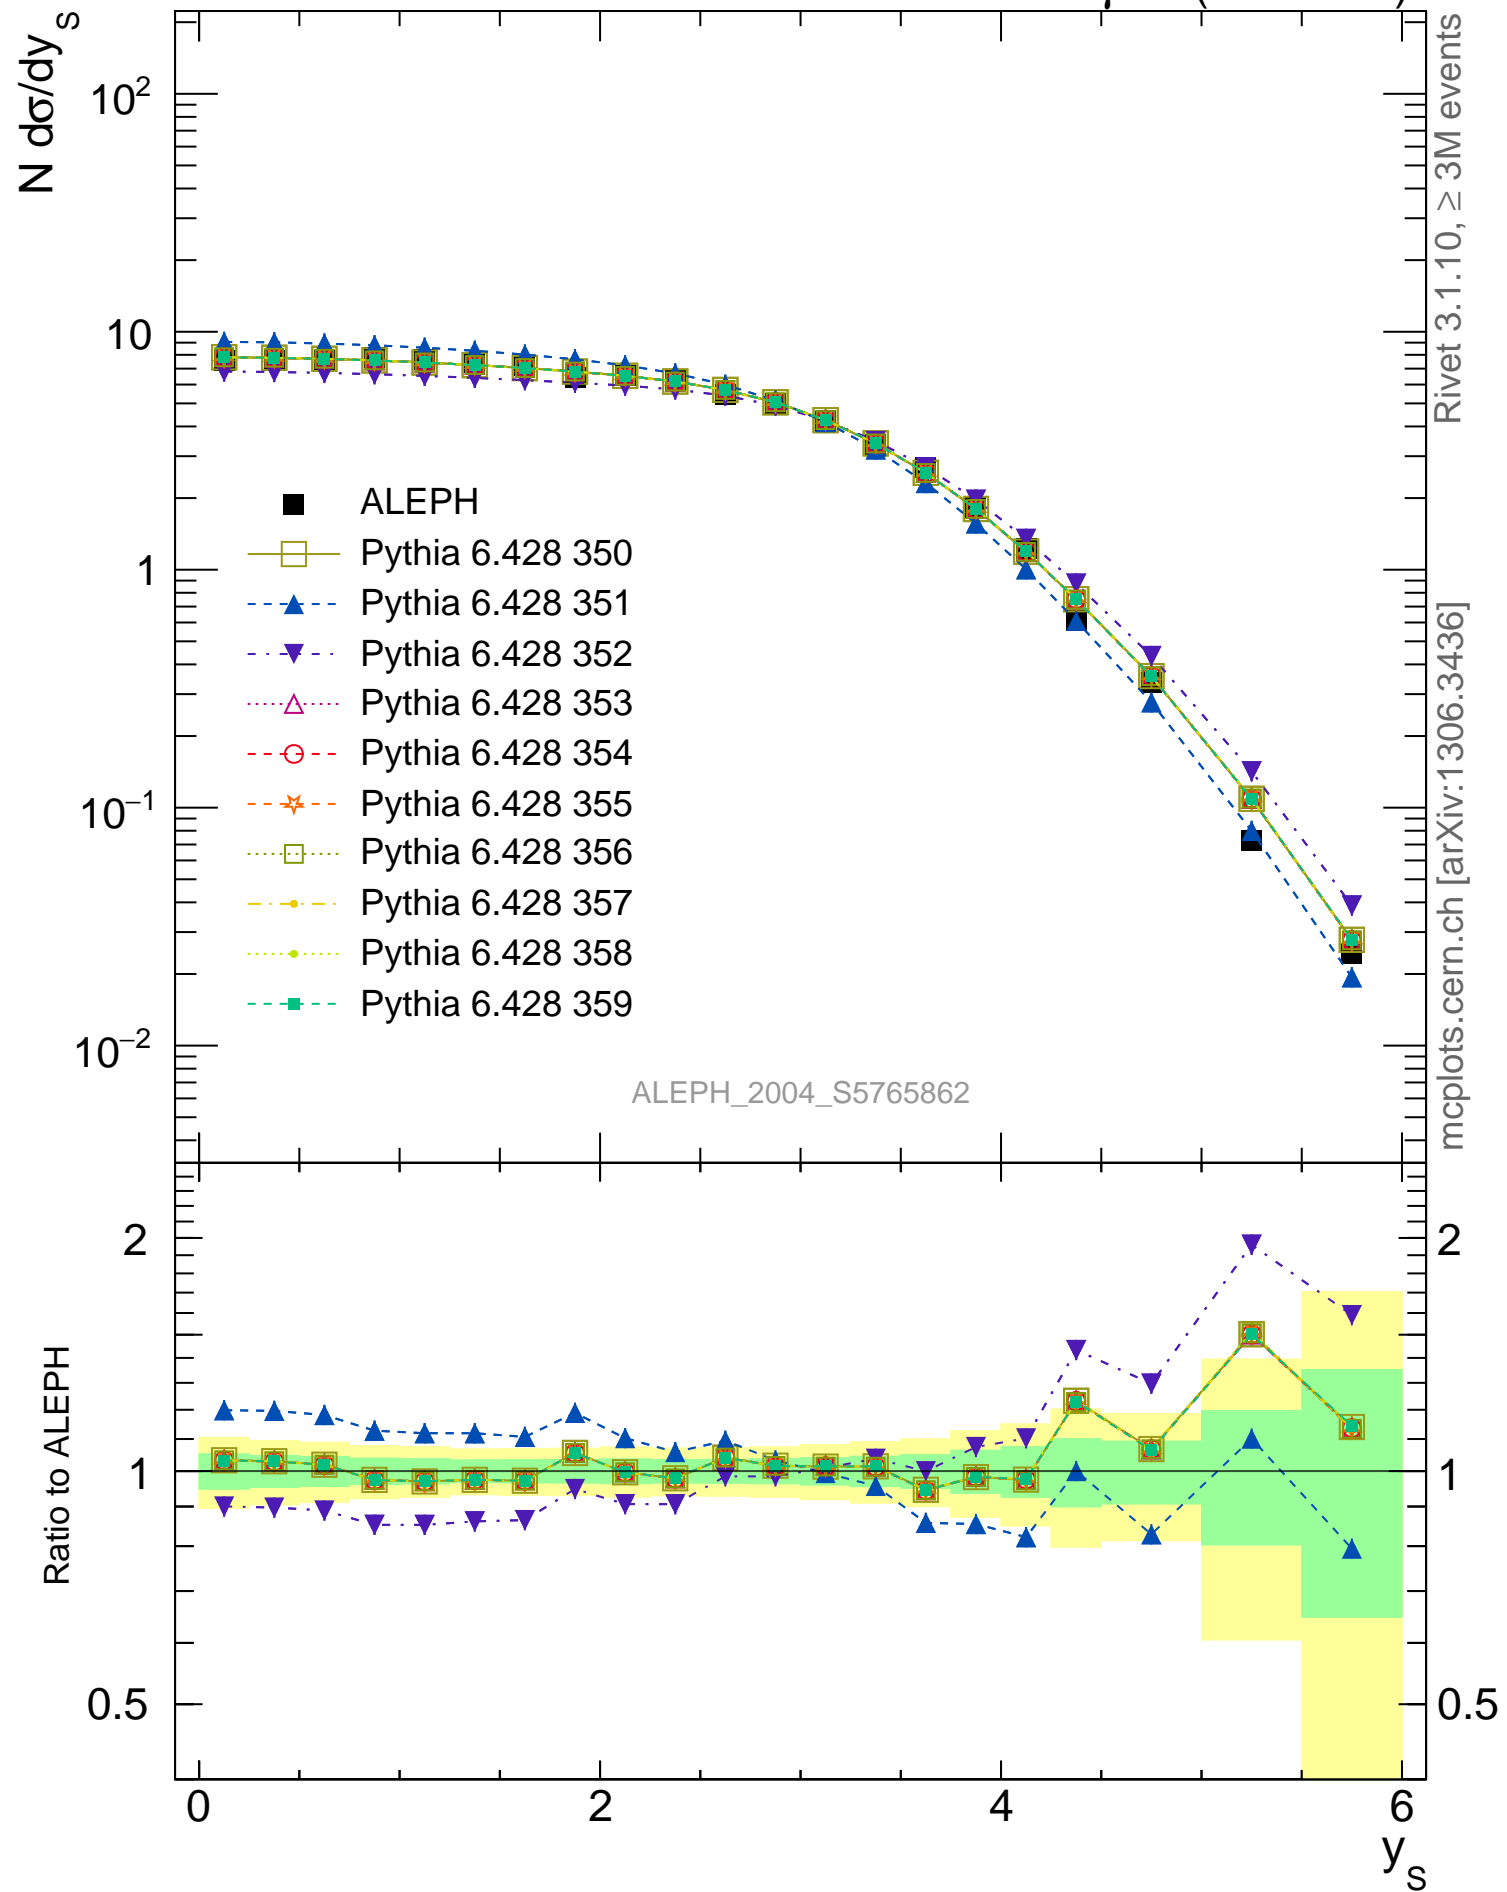 N dσ/dy_S
10²
10
1
10⁻¹
10⁻²
ALEPH
Pythia 6.428 350
Pythia 6.428 351
Pythia 6.428 352
Pythia 6.428 353
Pythia 6.428 354
Pythia 6.428 355
Pythia 6.428 356
Pythia 6.428 357
Pythia 6.428 358
Pythia 6.428 359
ALEPH_2004_S5765862
Rivet 3.1.10, ≥ 3M events
mcplots.cern.ch [arXiv:1306.3436]
Ratio to ALEPH
2
1
0.5
2
1
0.5
0 2 4 6
y_S